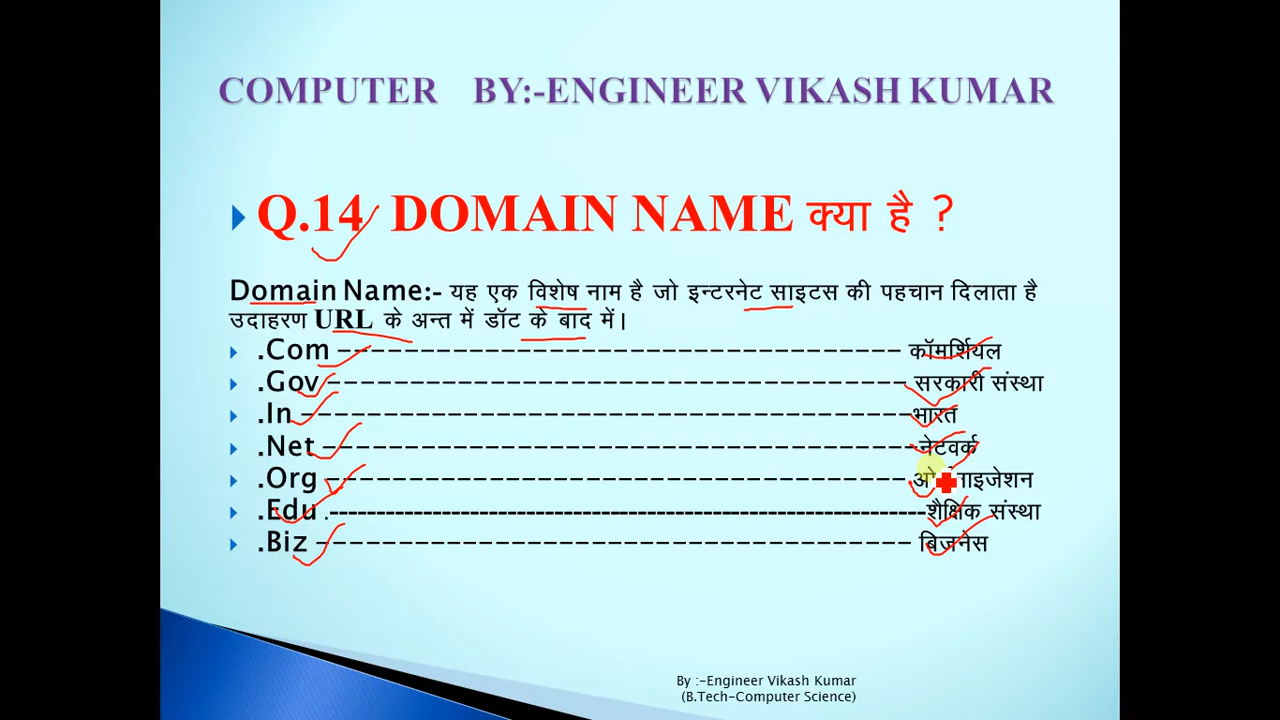 COMPUTER BY:-ENGINEER VIKASH KUMAR
Q.14 DOMAIN NAME क्या है ?
Domain Name:- यह एक विशेष नाम है जो इन्टरनेट साइटस की पहचान दिलाता है
उदाहरण URL के अन्त में डॉट के बाद में।
.Com ----------------------------------- कॉमर्शियल
.Gov ------------------------------------ सरकारी संस्था
.In -------------------------------------- भारत
.Net ------------------------------------ नेटवर्क
.Org -----------------------------------
.Edu .------------------------------------------------------------ शैक्षिक संस्था
.Biz ------------------------------------ बिजनेस
By :-Engineer Vikash Kumar
(B.Tech-Computer Science)